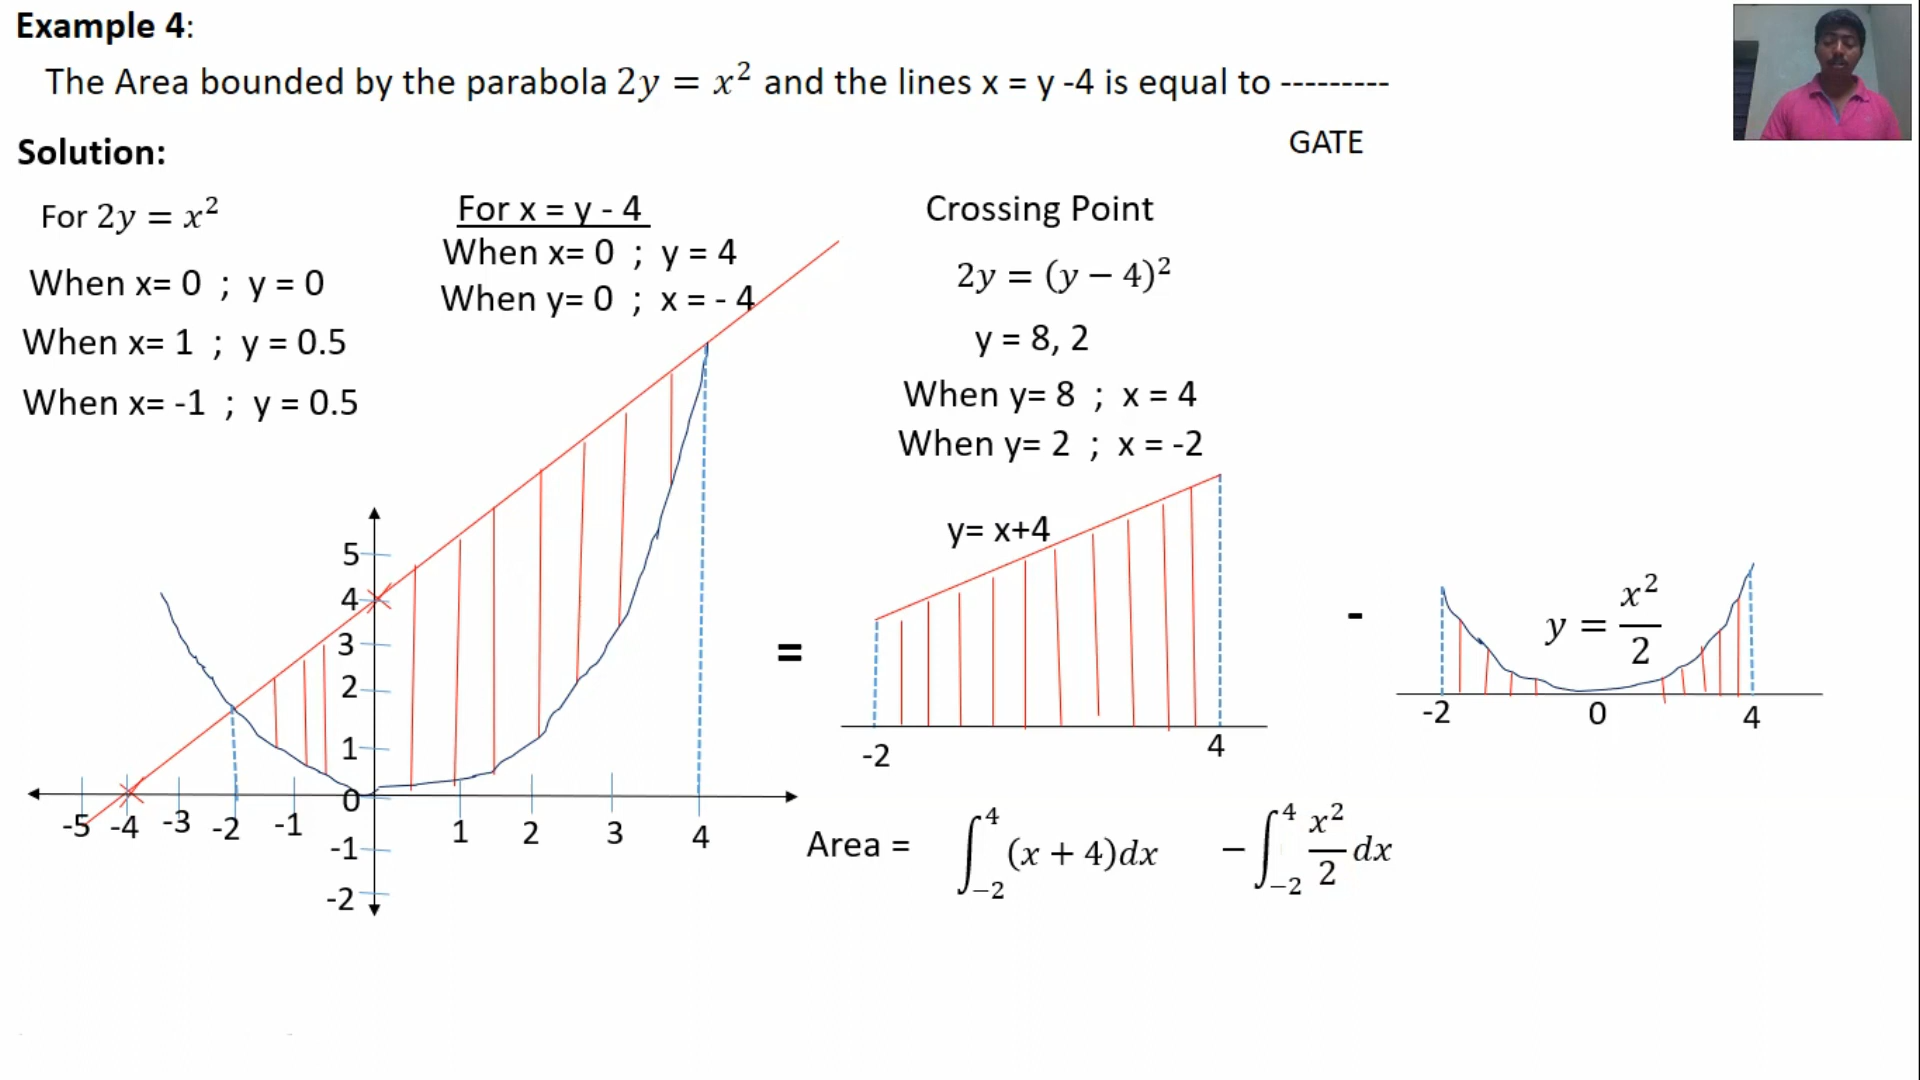 Example 4:
The Area bounded by the parabola 2y = x² and the lines x = y -4 is equal to ---------
GATE
Solution:
For 2y = x²
When x= 0 ; y = 0
When x= 1 ; y = 0.5
When x= -1 ; y = 0.5
For x = y - 4
When x= 0 ; y = 4
When y= 0 ; x = - 4
Crossing Point
2y = (y − 4)²
y = 8, 2
When y= 8 ; x = 4
When y= 2 ; x = -2
5
4
3
2
1
0
-1
-2
-5 -4 -3 -2 -1 1 2 3 4
=
y= x+4
-2 4
-
y = x²/2
-2 0 4
Area = ∫₋₂⁴ (x + 4)dx − ∫₋₂⁴ x²/2 dx